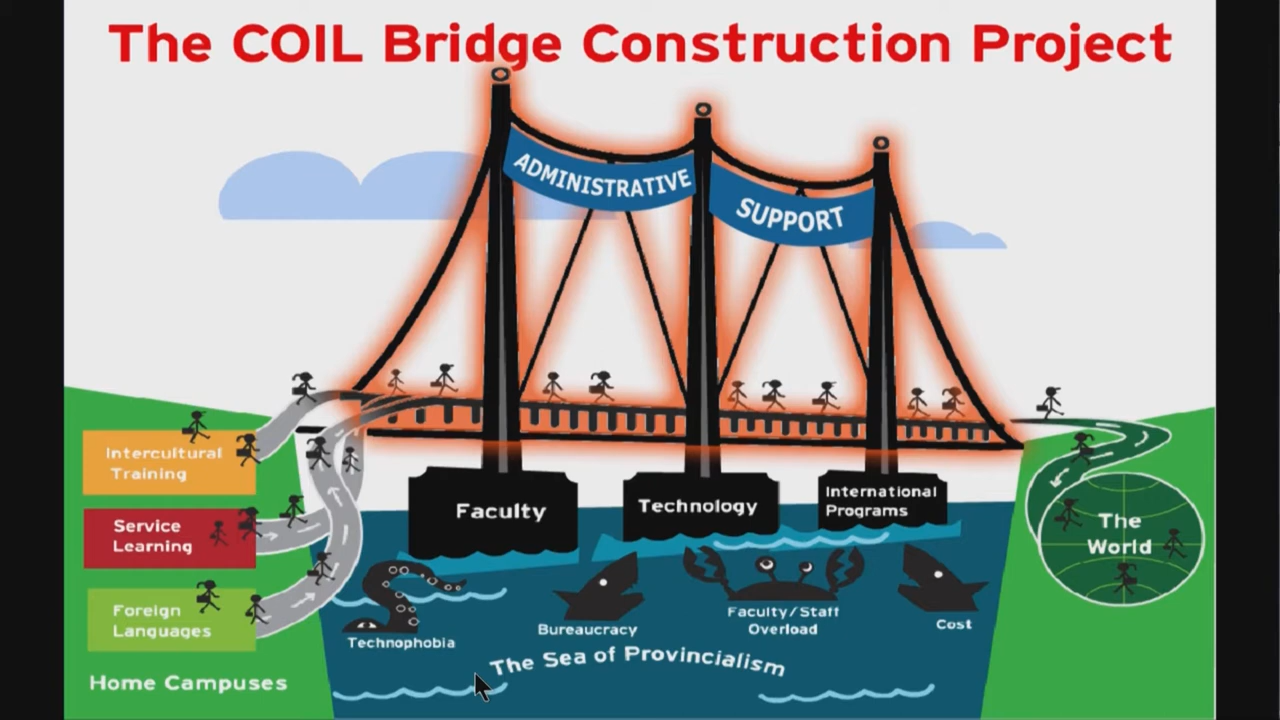 The COIL Bridge Construction Project
ADMINISTRATIVE
SUPPORT
Intercultural
Training
Service
Learning
Foreign
Languages
Home Campuses
Faculty
Technology
International
Programs
The
World
Technophobia
Bureaucracy
Faculty/Staff
Overload
Cost
The Sea of Provincialism